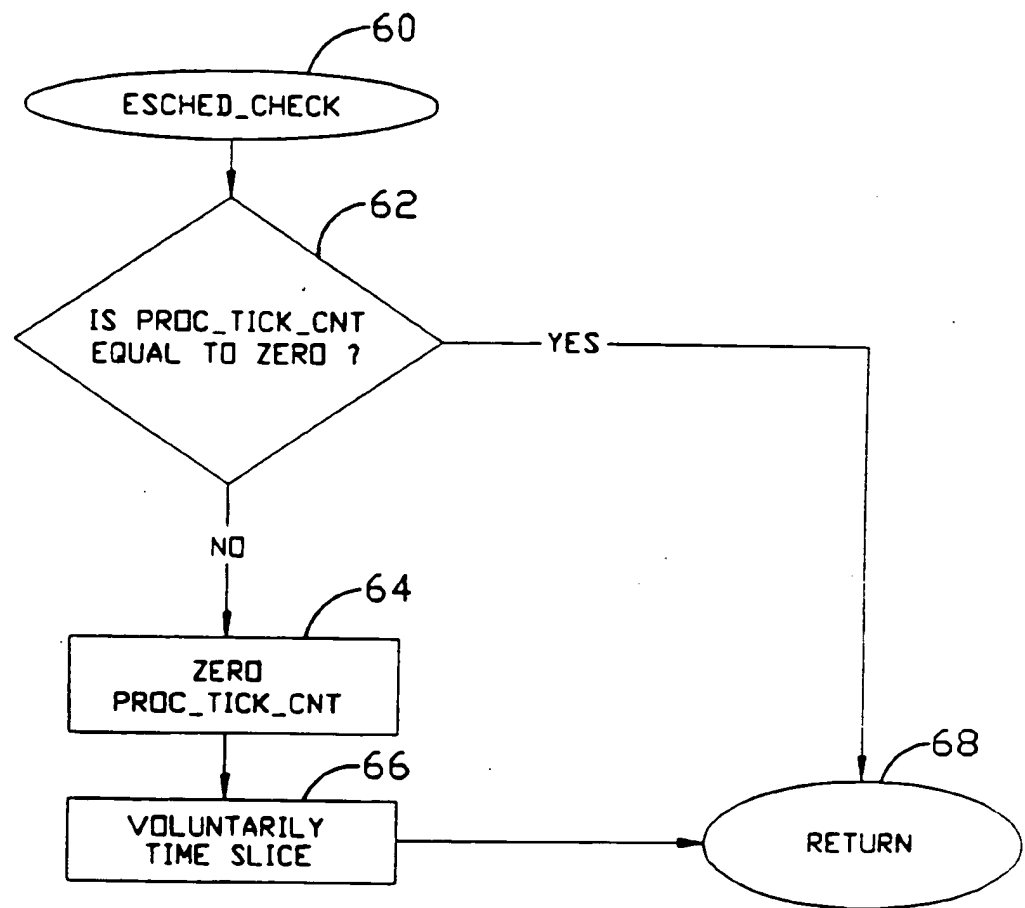 60
ESCHED_CHECK
62
IS PROC_TICK_CNT
EQUAL TO ZERO ?
YES
NO
64
ZERO
PROC_TICK_CNT
66
VOLUNTARILY
TIME SLICE
68
RETURN